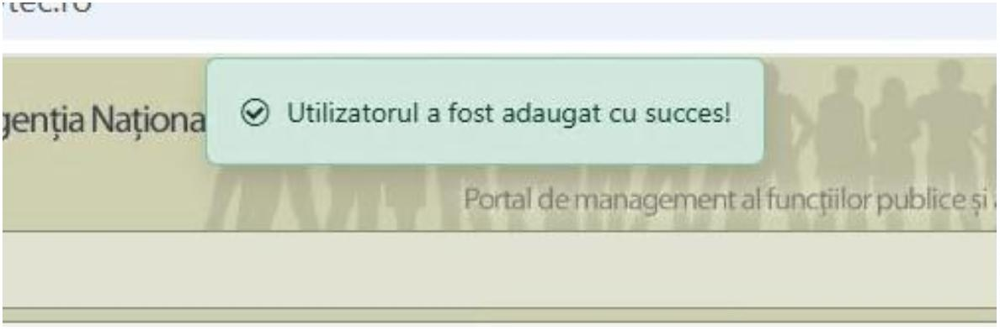 tec.ro
Utilizatorul a fost adaugat cu succes!
genția Naționa
Portal de management al funcțiilor publice și